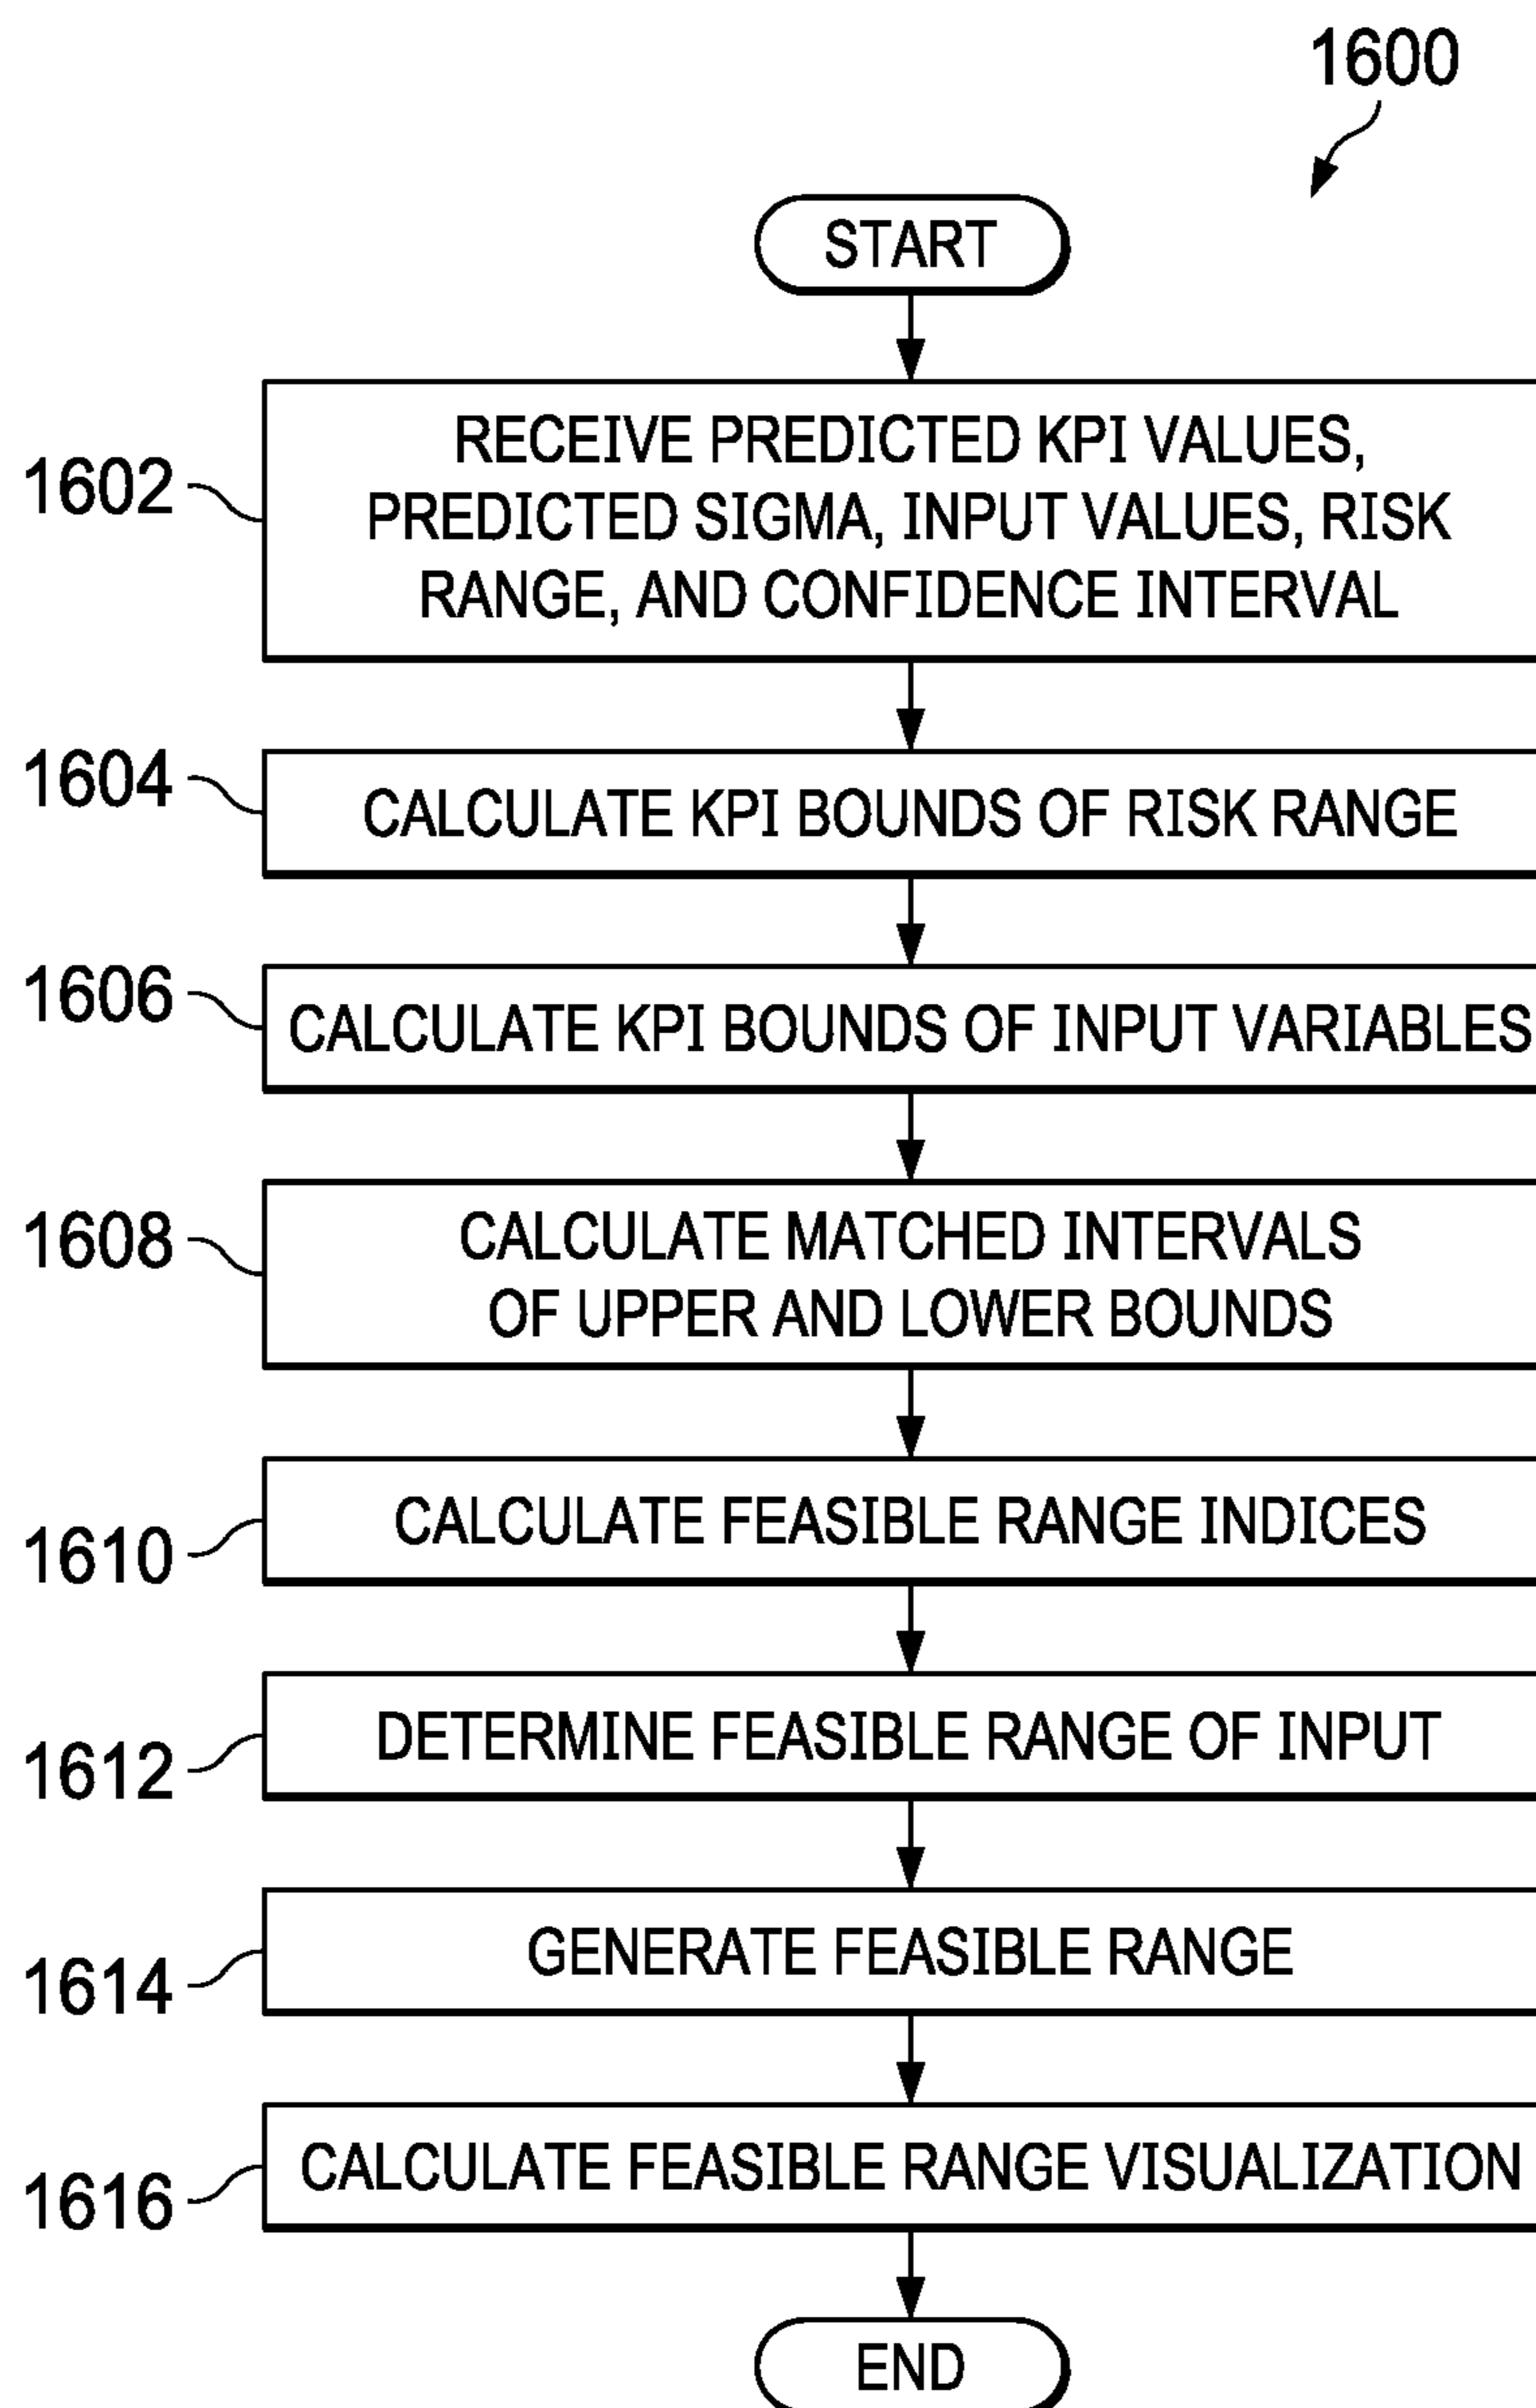 1600
START
1602
RECEIVE PREDICTED KPI VALUES,
PREDICTED SIGMA, INPUT VALUES, RISK
RANGE, AND CONFIDENCE INTERVAL
1604
CALCULATE KPI BOUNDS OF RISK RANGE
1606
CALCULATE KPI BOUNDS OF INPUT VARIABLES
1608
CALCULATE MATCHED INTERVALS
OF UPPER AND LOWER BOUNDS
1610
CALCULATE FEASIBLE RANGE INDICES
1612
DETERMINE FEASIBLE RANGE OF INPUT
1614
GENERATE FEASIBLE RANGE
1616
CALCULATE FEASIBLE RANGE VISUALIZATION
END